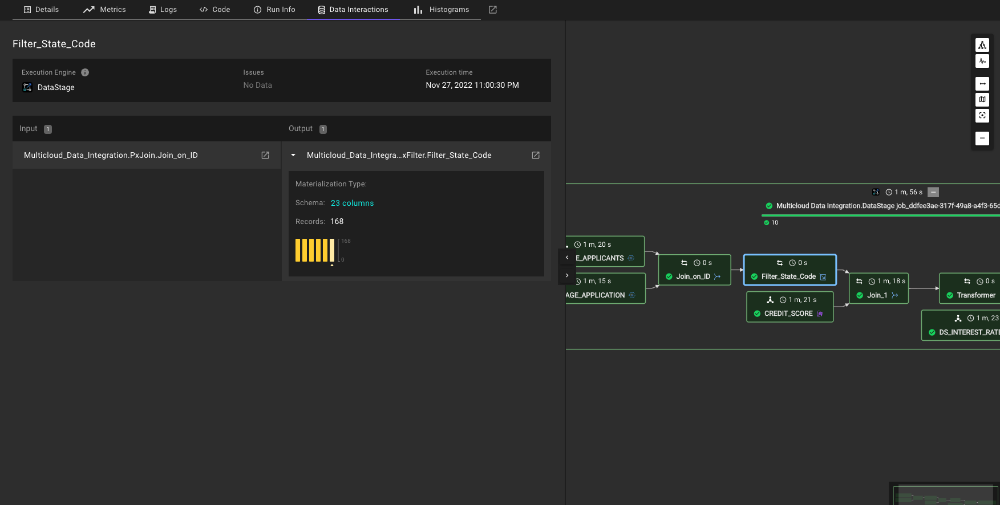 Details
Metrics
Logs
Code
Run Info
Data Interactions
Histograms
Filter_State_Code
Execution Engine
DataStage
Issues
No Data
Execution time
Nov 27, 2022 11:00:30 PM
Input 1
Output 1
Multicloud_Data_Integration.PxJoin.Join_on_ID
Multicloud_Data_Integra...xFilter.Filter_State_Code
Materialization Type:
Schema: 23 columns
Records: 168
168
0
1 m, 56 s
Multicloud Data Integration.DataStage job_ddfee3ae-317f-49a8-a4f3-65d
10
1 m, 20 s
E_APPLICANTS
1 m, 15 s
AGE_APPLICATION
0 s
Join_on_ID
0 s
Filter_State_Code
1 m, 21 s
CREDIT_SCORE
1 m, 18 s
Join_1
0 s
Transformer
1 m, 23
DS_INTEREST_RATE